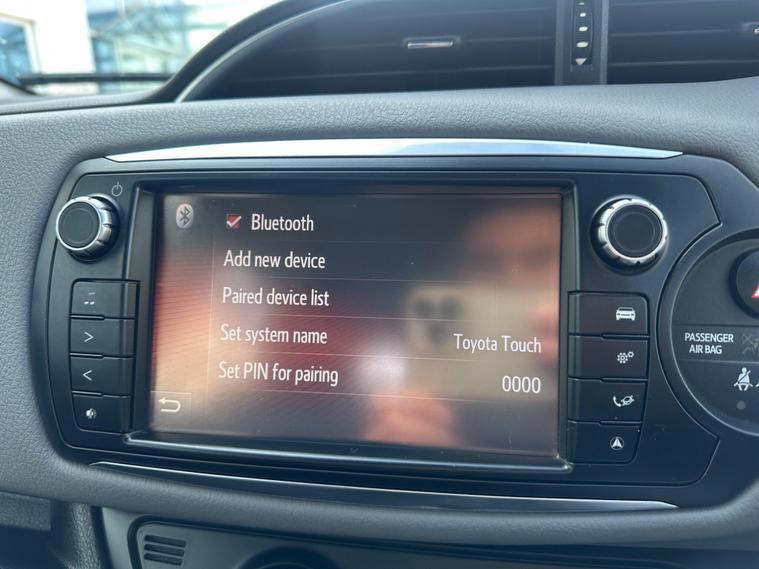 Bluetooth
Add new device
Paired device list
Set system name
Toyota Touch
Set PIN for pairing
0000
PASSENGER
AIR BAG